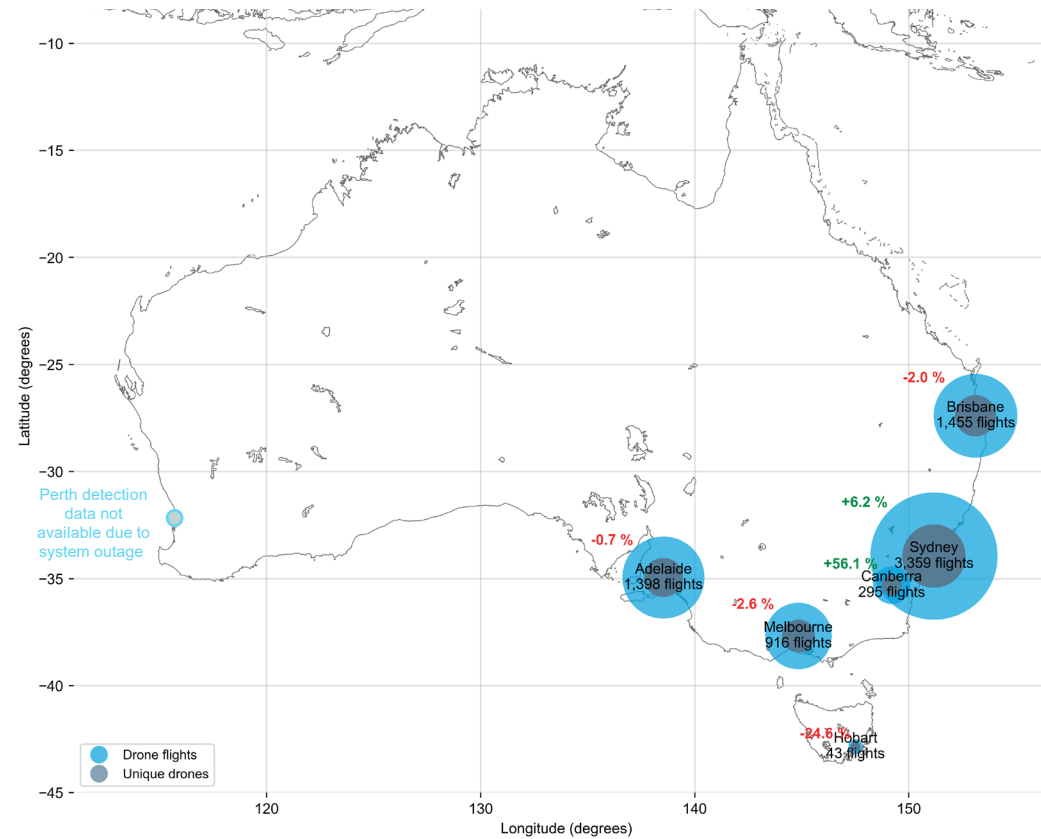 −10
−15
−20
−25
−30
−35
−40
−45
Latitude (degrees)
-2.0 %
Brisbane
1,455 flights
Perth detection
data not
available due to
system outage
+6.2 %
Sydney
3,359 flights
-0.7 %
Adelaide
1,398 flights
+56.1 %
Canberra
295 flights
-2.6 %
Melbourne
916 flights
-24.6 %
Hobart
43 flights
Drone flights
Unique drones
120
130
140
150
Longitude (degrees)